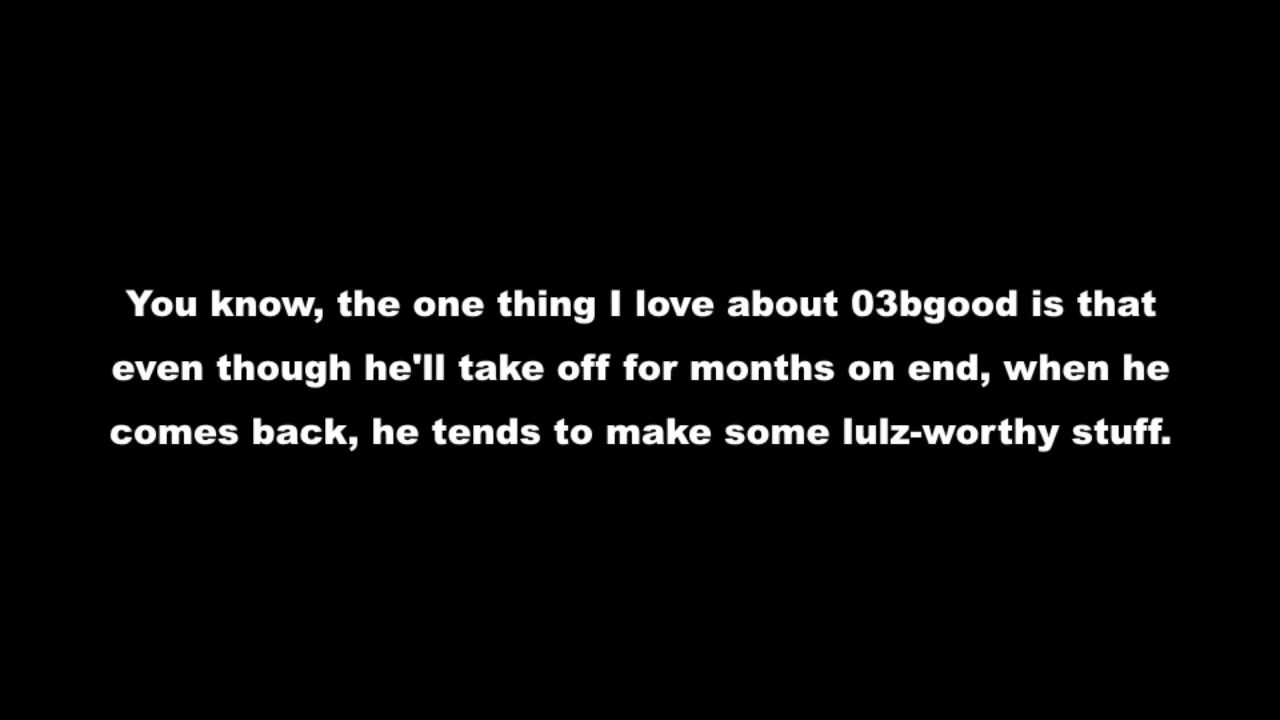 You know, the one thing I love about 03bgood is that
even though he'll take off for months on end, when he
comes back, he tends to make some lulz-worthy stuff.